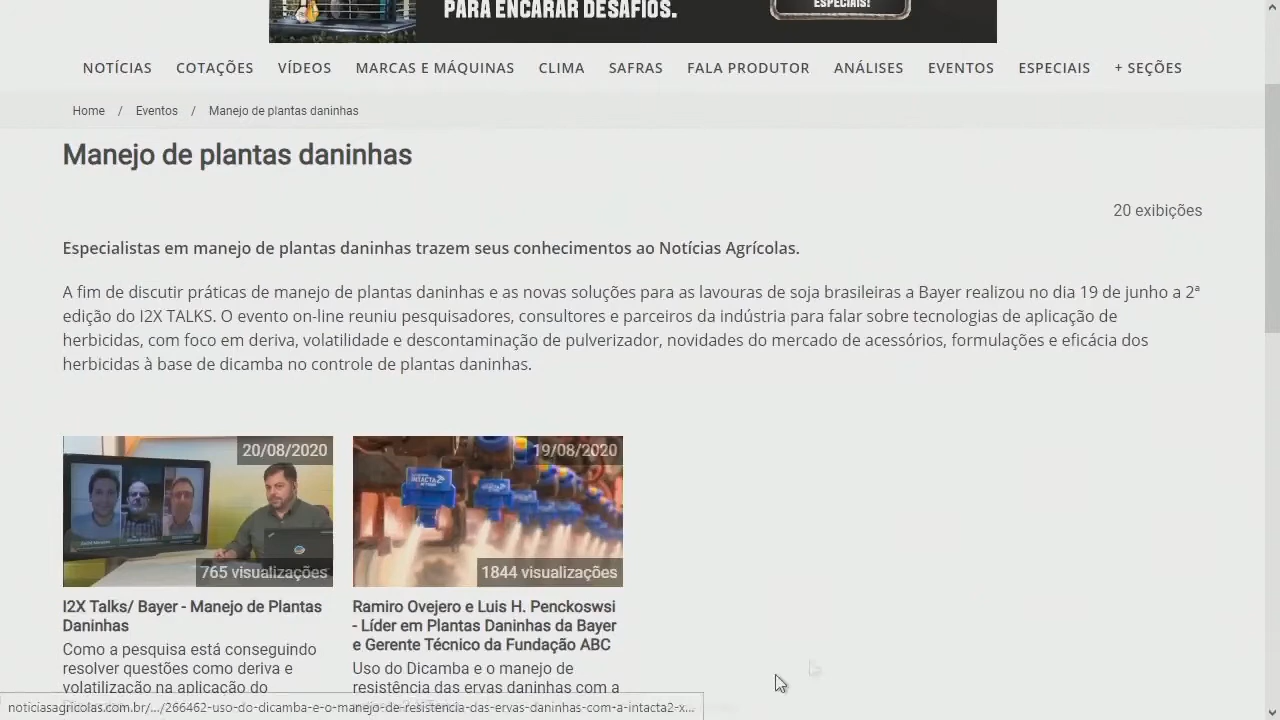 PARA ENCARAR DESAFIOS.
ESPECIAIS!
NOTÍCIAS COTAÇÕES VÍDEOS MARCAS E MÁQUINAS CLIMA SAFRAS FALA PRODUTOR ANÁLISES EVENTOS ESPECIAIS + SEÇÕES
Home / Eventos / Manejo de plantas daninhas
Manejo de plantas daninhas
20 exibições
Especialistas em manejo de plantas daninhas trazem seus conhecimentos ao Notícias Agrícolas.
A fim de discutir práticas de manejo de plantas daninhas e as novas soluções para as lavouras de soja brasileiras a Bayer realizou no dia 19 de junho a 2ª
edição do I2X TALKS. O evento on-line reuniu pesquisadores, consultores e parceiros da indústria para falar sobre tecnologias de aplicação de
herbicidas, com foco em deriva, volatilidade e descontaminação de pulverizador, novidades do mercado de acessórios, formulações e eficácia dos
herbicidas à base de dicamba no controle de plantas daninhas.
20/08/2020
765 visualizações
I2X Talks/ Bayer - Manejo de Plantas
Daninhas
Como a pesquisa está conseguindo
resolver questões como deriva e
volatilização na aplicação do
19/08/2020
INTACTA
1844 visualizações
Ramiro Ovejero e Luis H. Penckoswsi
- Líder em Plantas Daninhas da Bayer
e Gerente Técnico da Fundação ABC
Uso do Dicamba e o manejo de
resistência das ervas daninhas com a
noticiasagricolas.com.br/.../266462-uso-do-dicamba-e-o-manejo-de-resistencia-das-ervas-daninhas-com-a-intacta2-x...